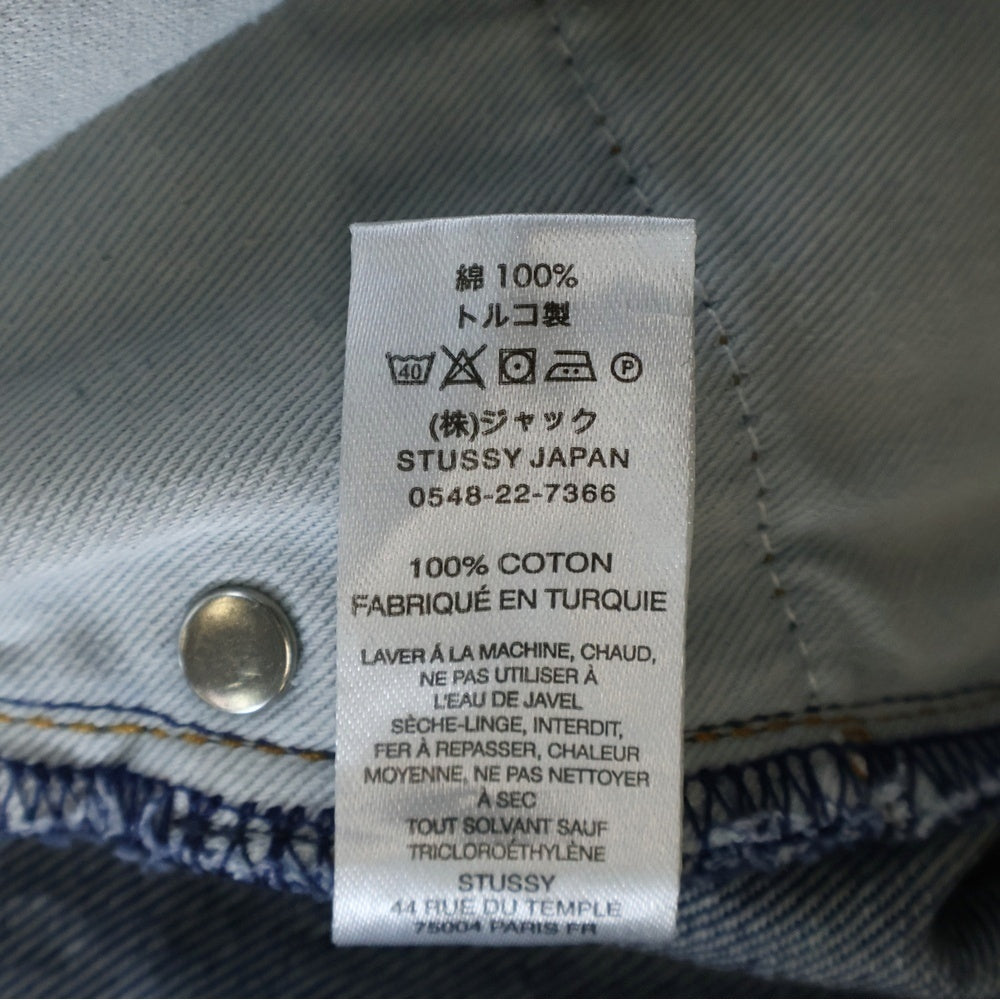 綿 100%
トルコ製
40 P
(株)ジャック
STUSSY JAPAN
0548-22-7366
100% COTON
FABRIQUÉ EN TURQUIE
LAVER Á LA MACHINE, CHAUD,
NE PAS UTILISER À
L'EAU DE JAVEL
SÈCHE-LINGE, INTERDIT,
FER À REPASSER, CHALEUR
MOYENNE, NE PAS NETTOYER
À SEC
TOUT SOLVANT SAUF
TRICLOROÉTHYLÈNE
STUSSY
44 RUE DU TEMPLE
75004 PARIS FR